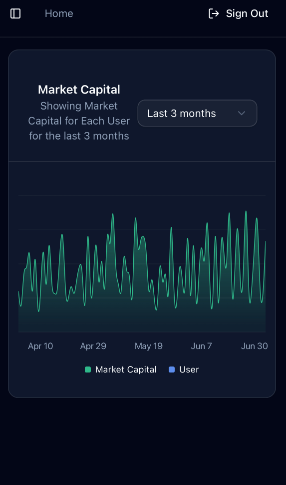 Home
Sign Out
Market Capital
Showing Market
Capital for Each User
for the last 3 months
Last 3 months
Apr 10 Apr 29 May 19 Jun 7 Jun 30
Market Capital User